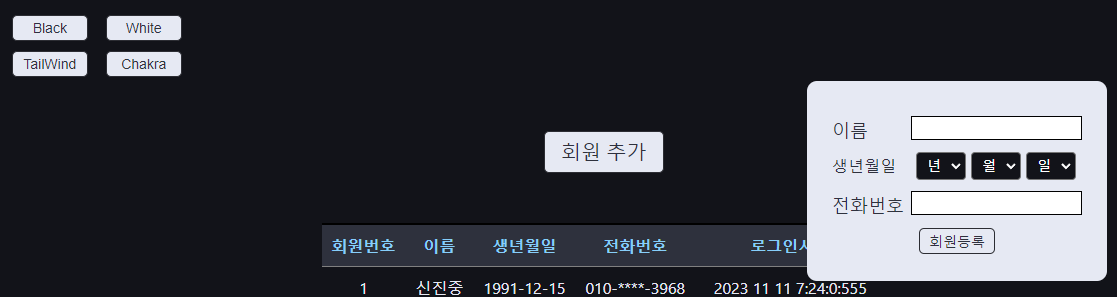 Black White
TailWind Chakra
회원 추가
이름
생년월일 년 월 일
전화번호
회원등록
회원번호 이름 생년월일 전화번호
1 신진중 1991-12-15 010-****-3968 2023 11 11 7:24:0:555